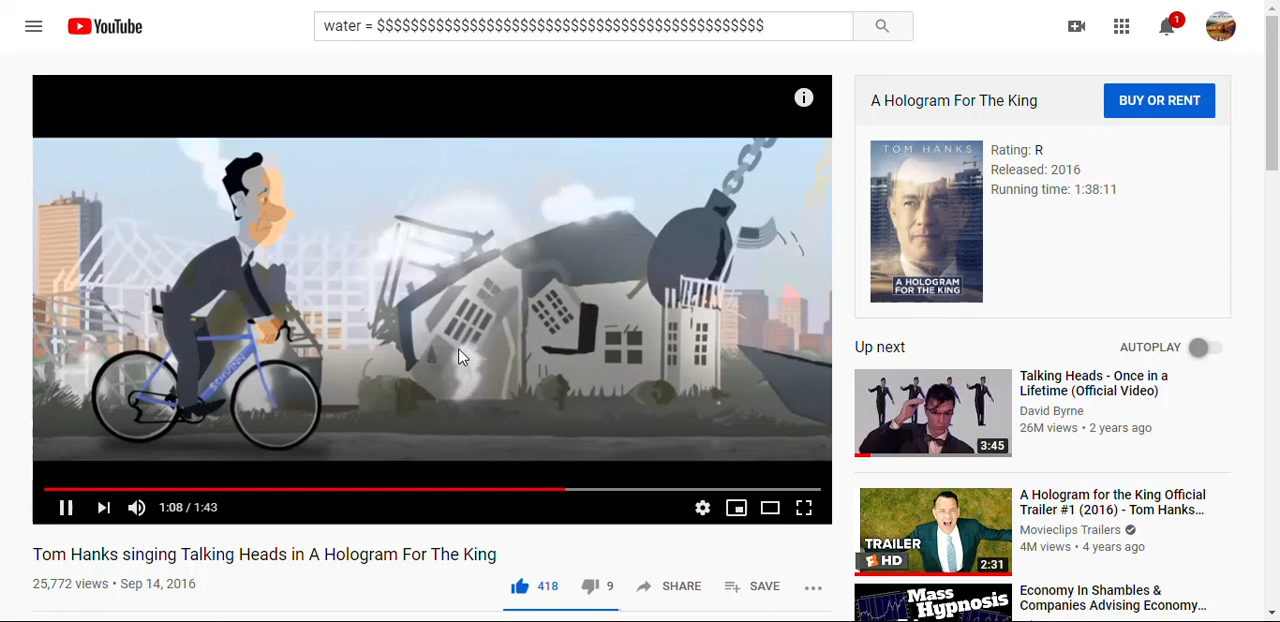 YouTube
water = $$$$$$$$$$$$$$$$$$$$$$$$$$$$$$$$$$$$$$$$$$$$$$$
1
SCHWINN
1:08 / 1:43
Tom Hanks singing Talking Heads in A Hologram For The King
25,772 views • Sep 14, 2016
418
9
SHARE
SAVE
A Hologram For The King
BUY OR RENT
TOM HANKS
A HOLOGRAM
FOR THE KING
Rating: R
Released: 2016
Running time: 1:38:11
Up next
AUTOPLAY
3:45
Talking Heads - Once in a
Lifetime (Official Video)
David Byrne
26M views • 2 years ago
TRAILER
HD
2:31
A Hologram for the King Official
Trailer #1 (2016) - Tom Hanks...
Movieclips Trailers
4M views • 4 years ago
Mass
Hypnosis
Economy In Shambles &
Companies Advising Economy...